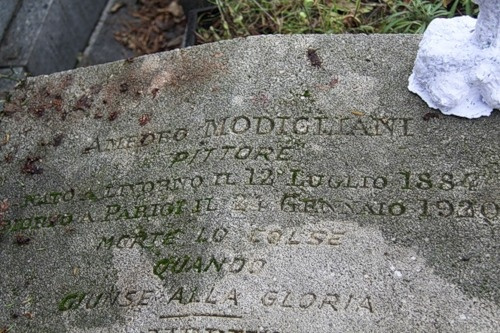 AMEDEO MODIGLIANI
PITTORE
NATO A LIVORNO IL 12 LUGLIO 1884
MORTO A PARIGI IL 24 GENNAIO 1920
MORTE LO COLSE
QUANDO
GIUNSE ALLA GLORIA